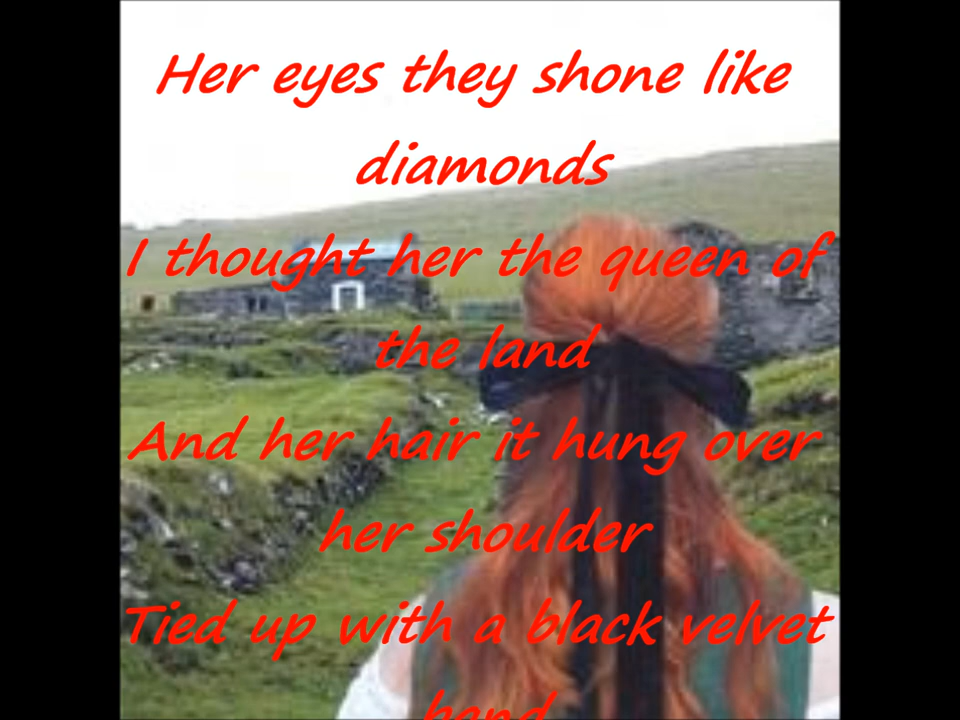 Her eyes they shone like
diamonds
I thought her the queen of
the land
And her hair it hung over
her shoulder
Tied up with a black velvet
band